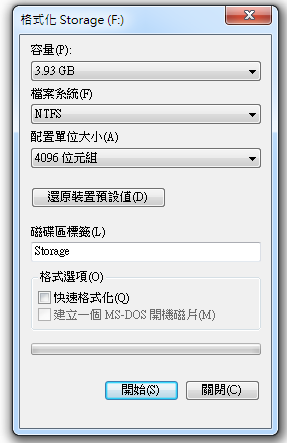 格式化 Storage (F:)
容量(P):
3.93 GB
檔案系統(F)
NTFS
配置單位大小(A)
4096 位元組
還原裝置預設值(D)
磁碟區標籤(L)
Storage
格式選項(O)
快速格式化(Q)
建立一個 MS-DOS 開機磁片(M)
開始(S)
關閉(C)